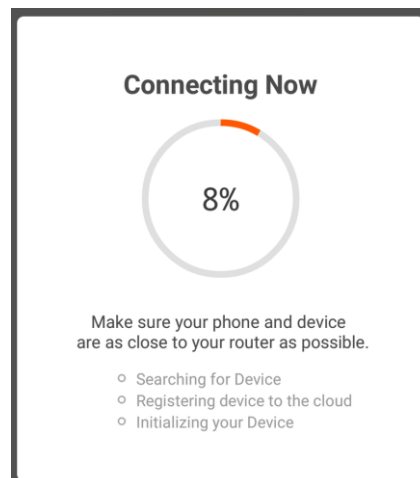 Connecting Now
8%
Make sure your phone and device
are as close to your router as possible.
Searching for Device
Registering device to the cloud
Initializing your Device